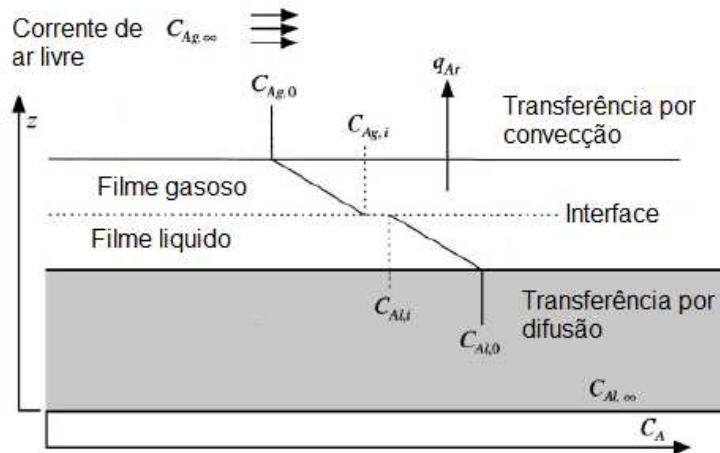 Corrente de
ar livre
C_{Ag,∞}
q_{Ar}
C_{Ag,0}
z
C_{Ag,i}
Transferência por
convecção
Filme gasoso
Interface
Filme liquido
C_{Al,i}
C_{Al,0}
Transferência por
difusão
C_{Al,∞}
C_A